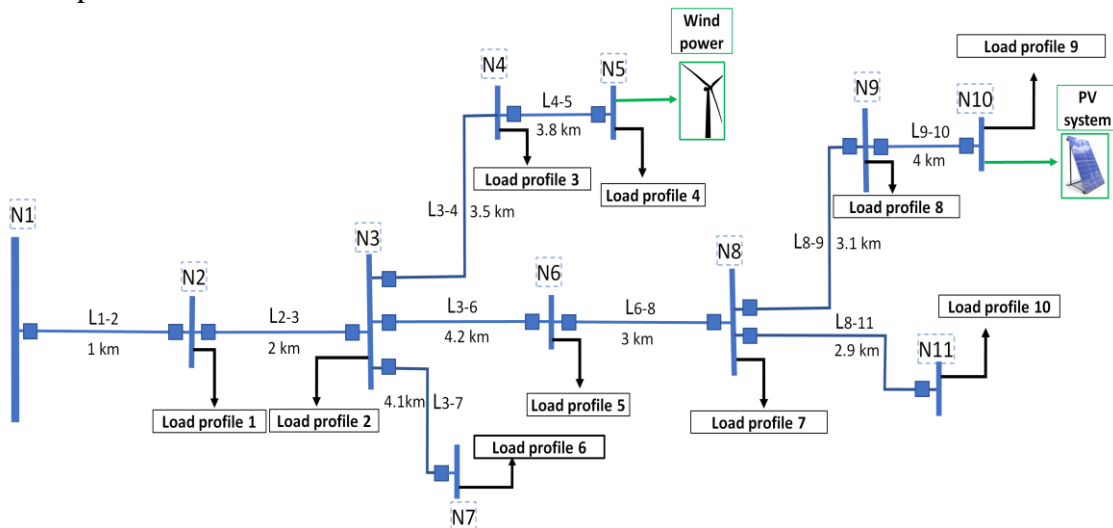 Wind
power
Load profile 9
N4
N5
N9
N10
PV
system
L4-5
3.8 km
L9-10
4 km
Load profile 3
Load profile 4
Load profile 8
N1
L3-4
3.5 km
L8-9
3.1 km
N3
N2
N6
N8
L1-2
1 km
L2-3
2 km
L3-6
4.2 km
L6-8
3 km
Load profile 10
L8-11
2.9 km
N11
4.1km
L3-7
Load profile 1
Load profile 2
Load profile 5
Load profile 7
Load profile 6
N7